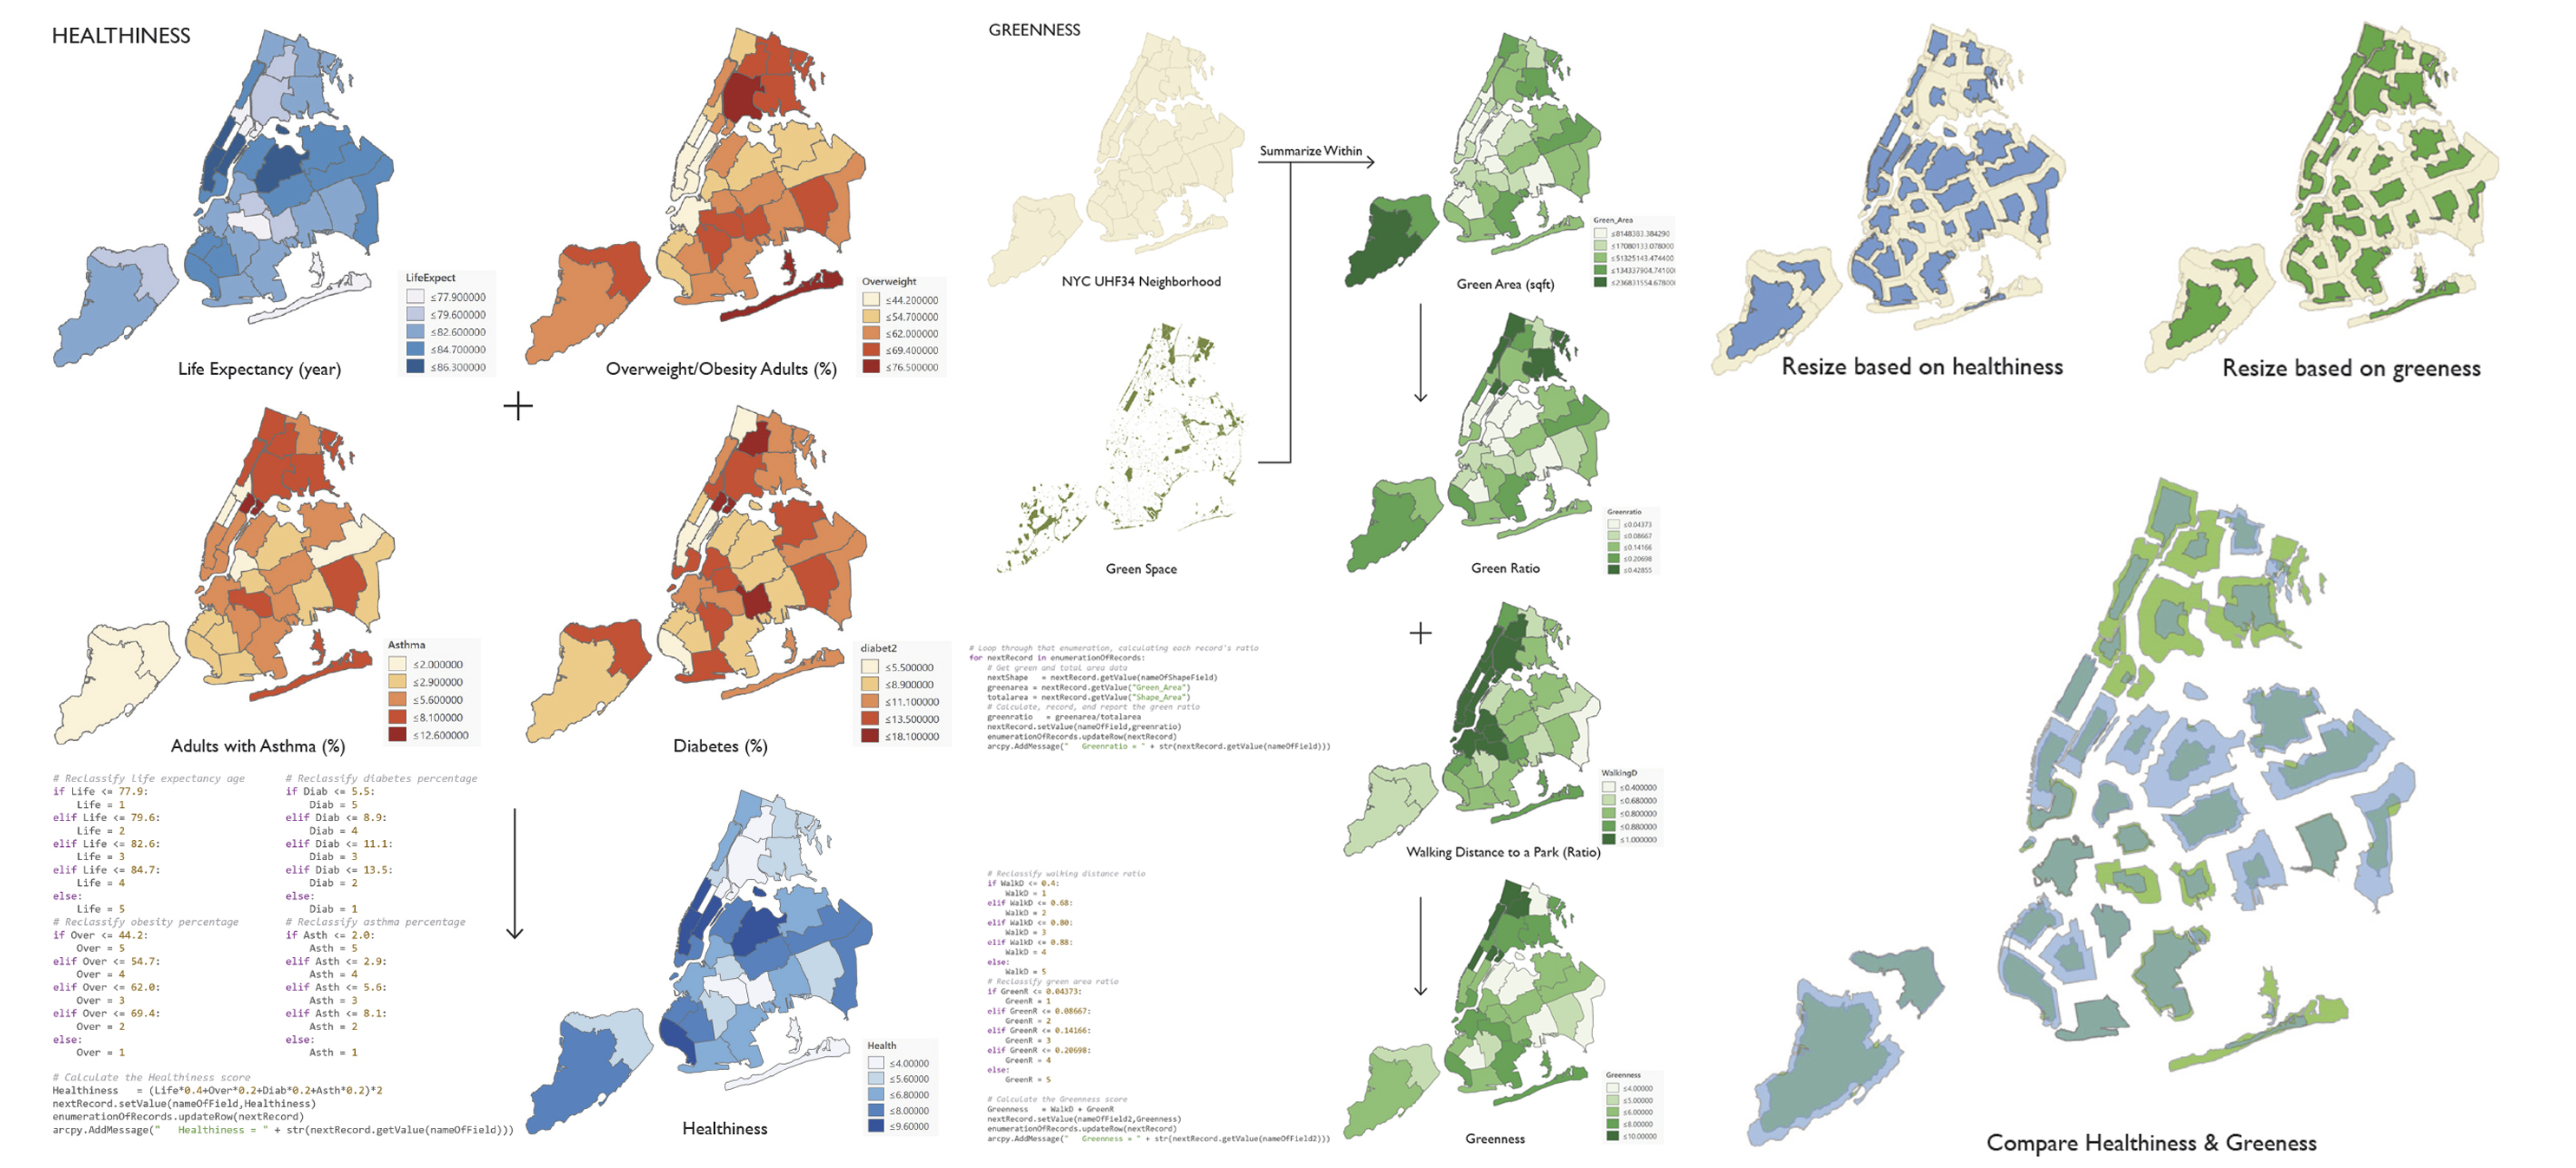 HEALTHINESS
LifeExpect
≤77.900000
≤79.600000
≤82.600000
≤84.700000
≤86.300000
Life Expectancy (year)
Overweight
≤44.200000
≤54.700000
≤62.000000
≤69.400000
≤76.500000
Overweight/Obesity Adults (%)
+
Asthma
≤2.000000
≤2.900000
≤5.600000
≤8.100000
≤12.600000
Adults with Asthma (%)
diabet2
≤5.500000
≤8.900000
≤11.100000
≤13.500000
≤18.100000
Diabetes (%)
# Reclassify life expectancy age
if Life <= 77.9:
Life = 1
elif Life <= 79.6:
Life = 2
elif Life <= 82.6:
Life = 3
elif Life <= 84.7:
Life = 4
else:
Life = 5
# Reclassify obesity percentage
if Over <= 44.2:
Over = 5
elif Over <= 54.7:
Over = 4
elif Over <= 62.0:
Over = 3
elif Over <= 69.4:
Over = 2
else:
Over = 1
# Reclassify diabetes percentage
if Diab <= 5.5:
Diab = 5
elif Diab <= 8.9:
Diab = 4
elif Diab <= 11.1:
Diab = 3
elif Diab <= 13.5:
Diab = 2
else:
Diab = 1
# Reclassify asthma percentage
if Asth <= 2.0:
Asth = 5
elif Asth <= 2.9:
Asth = 4
elif Asth <= 5.6:
Asth = 3
elif Asth <= 8.1:
Asth = 2
else:
Asth = 1
# Calculate the Healthiness score
Healthiness = (Life*0.4+Over*0.2+Diab*0.2+Asth*0.2)*2
nextRecord.setValue(nameOfField,Healthiness)
enumerationOfRecords.updateRow(nextRecord)
arcpy.AddMessage(" Healthiness = " + str(nextRecord.getValue(nameOfField)))
Health
≤4.00000
≤5.60000
≤6.80000
≤8.00000
≤9.60000
Healthiness
GREENNESS
NYC UHF34 Neighborhood
Summarize Within
Green Space
Green_Area
≤8148383.384290
≤17080133.078000
≤51325143.474400
≤134337904.74100
≤236831554.67800
Green Area (sqft)
Greenratio
≤0.04373
≤0.08667
≤0.14166
≤0.20698
≤0.42855
Green Ratio
+
# Loop through that enumeration, calculating each record's ratio
for nextRecord in enumerationOfRecords:
# Get green and total area data
nextShape = nextRecord.getValue(nameOfShapeField)
greenarea = nextRecord.getValue("Green_Area")
totalarea = nextRecord.getValue("Shape_Area")
# Calculate, record, and report the green ratio
greenratio = greenarea/totalarea
nextRecord.setValue(nameOfField,greenratio)
enumerationOfRecords.updateRow(nextRecord)
arcpy.AddMessage(" Greenratio = " + str(nextRecord.getValue(nameOfField)))
WalkingD
≤0.400000
≤0.680000
≤0.800000
≤0.880000
≤1.000000
Walking Distance to a Park (Ratio)
# Reclassify walking distance ratio
if WalkD <= 0.4:
WalkD = 1
elif WalkD <= 0.68:
WalkD = 2
elif WalkD <= 0.80:
WalkD = 3
elif WalkD <= 0.88:
WalkD = 4
else:
WalkD = 5
# Reclassify green area ratio
if GreenR <= 0.04373:
GreenR = 1
elif GreenR <= 0.08667:
GreenR = 2
elif GreenR <= 0.14166:
GreenR = 3
elif GreenR <= 0.20698:
GreenR = 4
else:
GreenR = 5
# Calculate the Greenness score
Greenness = WalkD + GreenR
nextRecord.setValue(nameOfField2,Greenness)
enumerationOfRecords.updateRow(nextRecord)
arcpy.AddMessage(" Greenness = " + str(nextRecord.getValue(nameOfField2)))
Greenness
≤4.00000
≤5.00000
≤6.00000
≤8.00000
≤10.00000
Greenness
Resize based on healthiness
Resize based on greeness
Compare Healthiness & Greeness